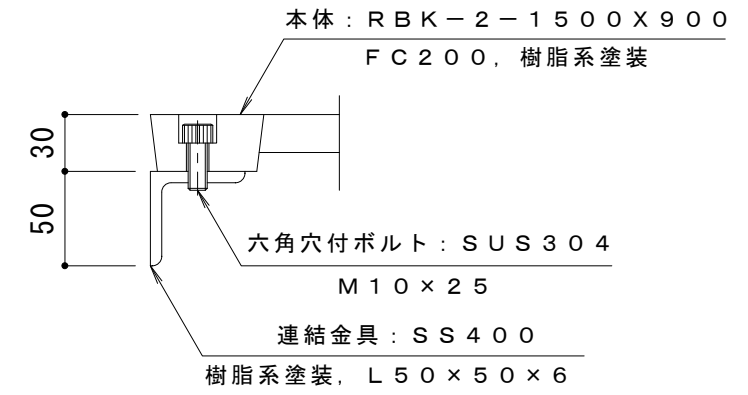 本体：ＲＢＫ－２－１５００Ｘ９００
ＦＣ２００，樹脂系塗装
30
50
六角穴付ボルト：ＳＵＳ３０４
Ｍ１０×２５
連結金具：ＳＳ４００
樹脂系塗装，Ｌ５０×５０×６